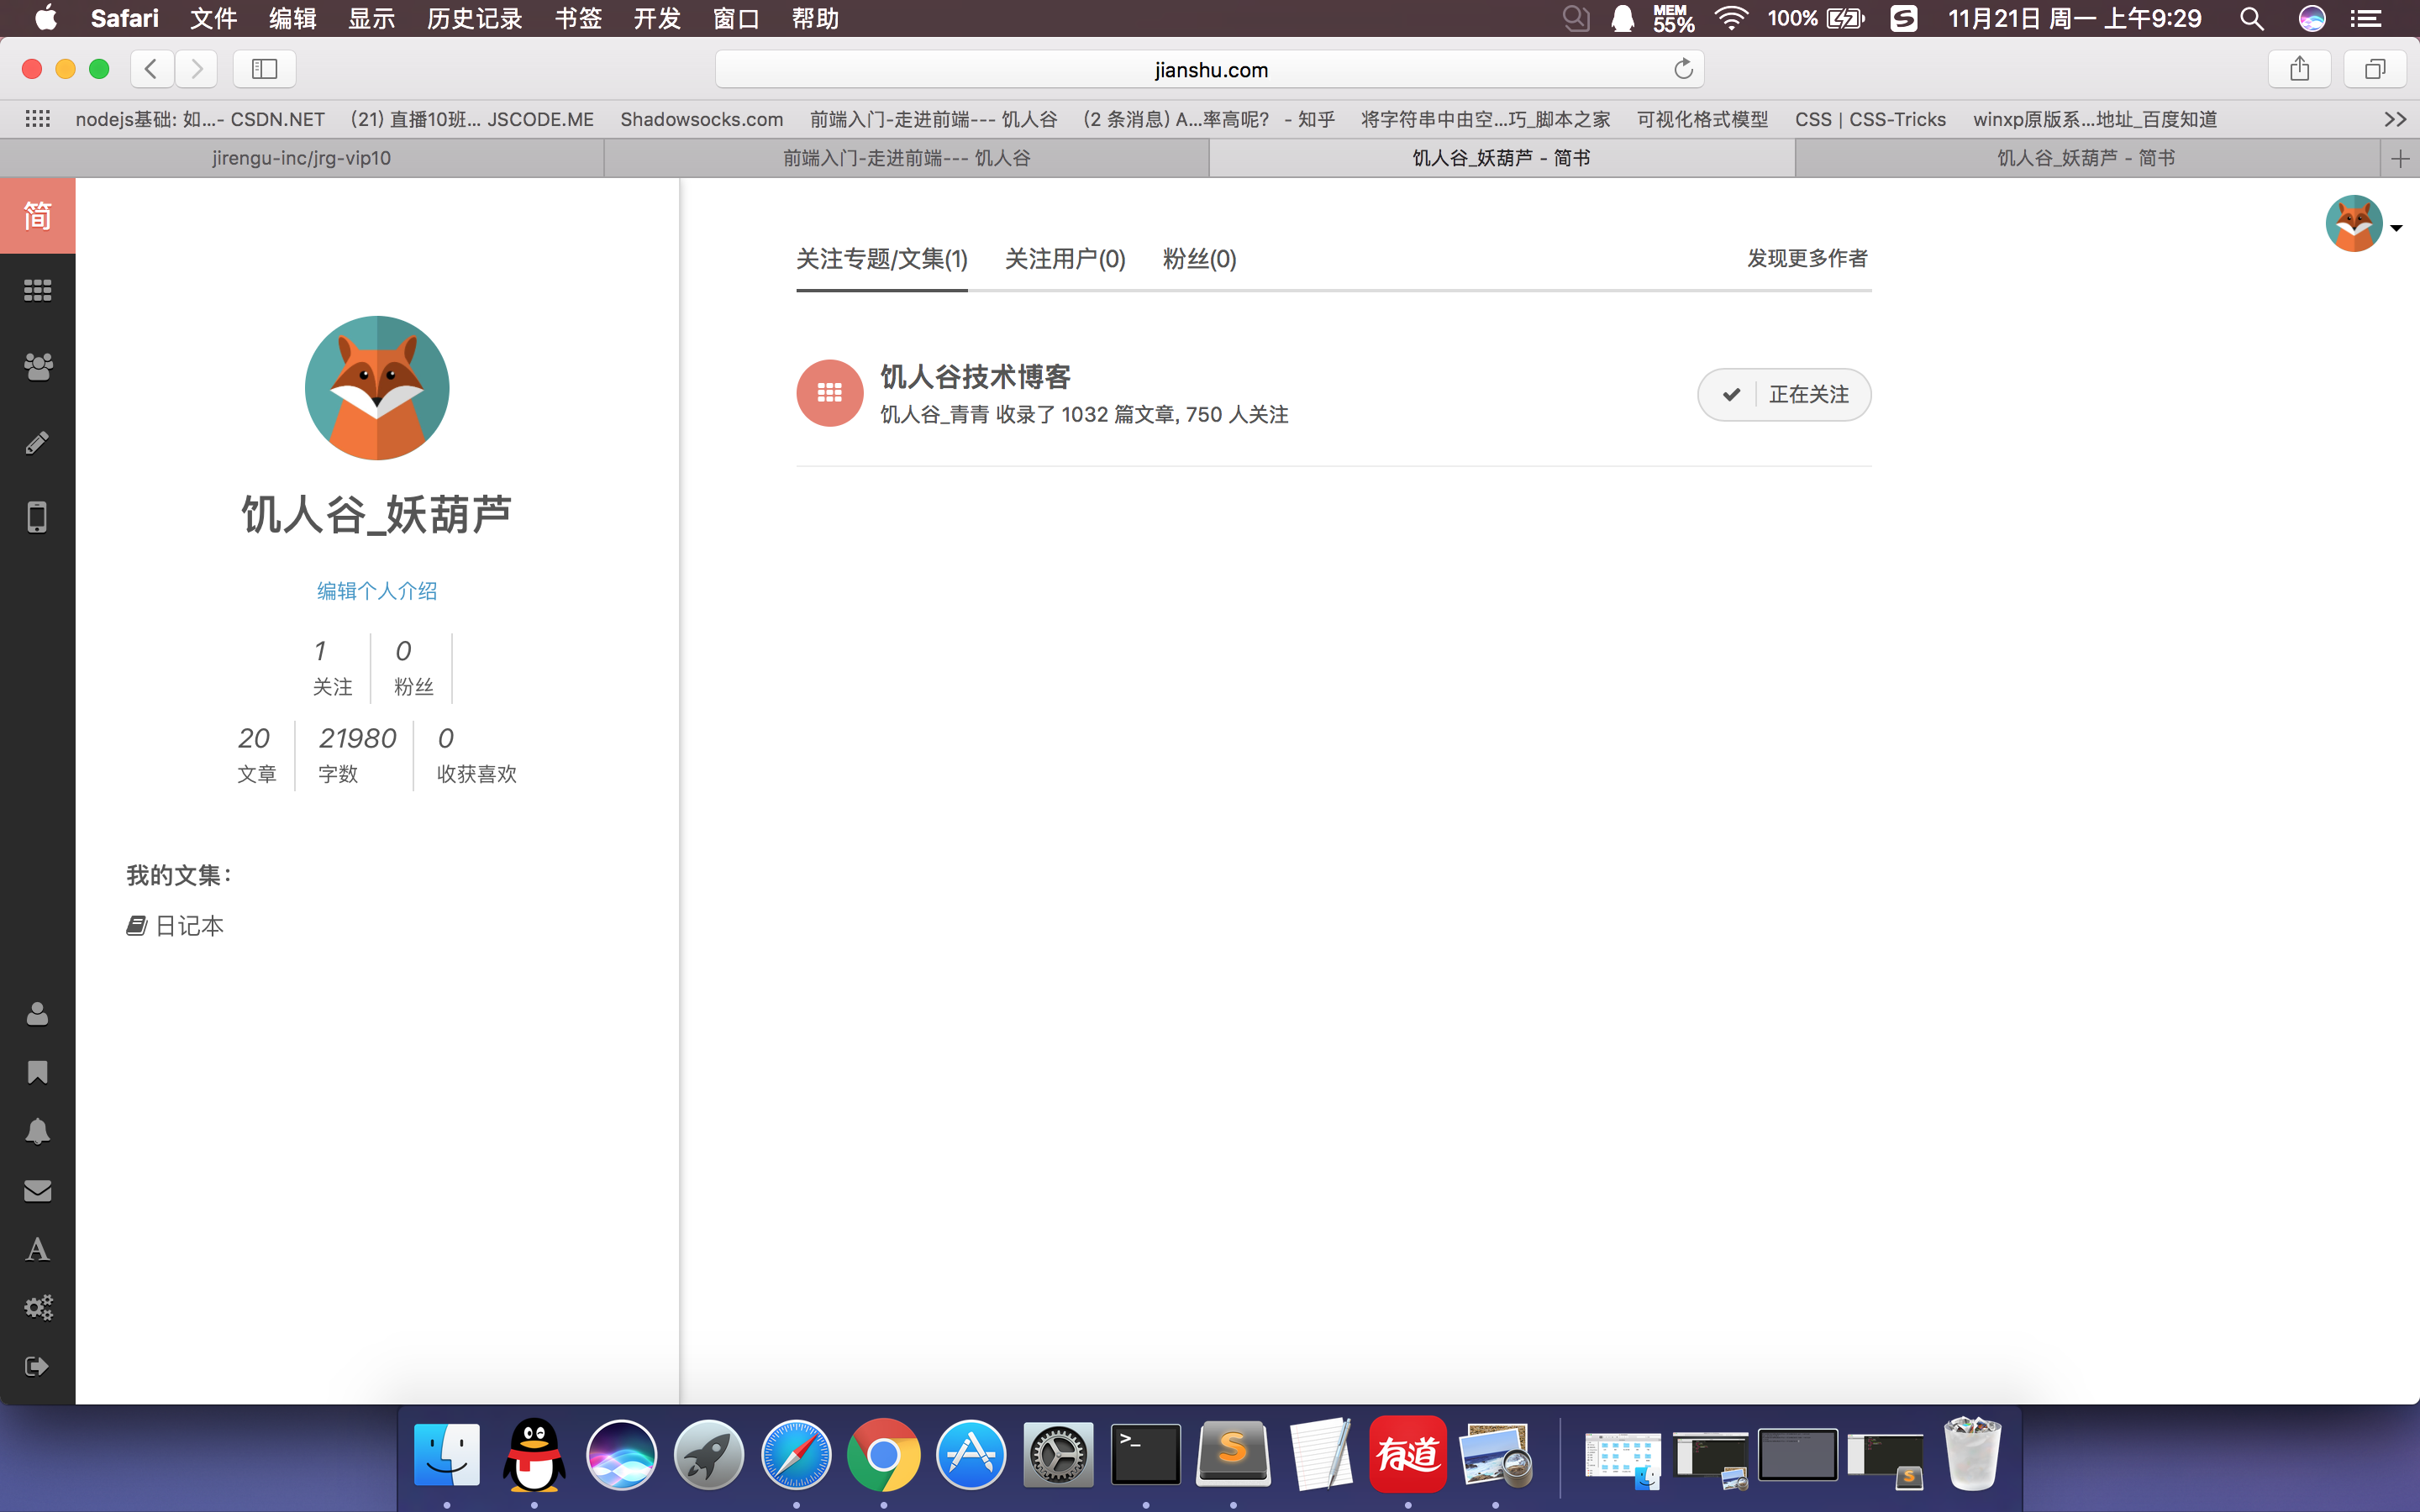 Safari 文件 编辑 显示 历史记录 书签 开发 窗口 帮助 MEM 55% 100% 11月21日 周一 上午9:29
jianshu.com
nodejs基础: 如...- CSDN.NET (21) 直播10班... JSCODE.ME Shadowsocks.com 前端入门-走进前端--- 饥人谷 (2 条消息) A...率高呢? - 知乎 将字符串中由空...巧_脚本之家 可视化格式模型 CSS | CSS-Tricks winxp原版系...地址_百度知道
jirengu-inc/jrg-vip10 前端入门-走进前端--- 饥人谷 饥人谷_妖葫芦 - 简书 饥人谷_妖葫芦 - 简书
简
关注专题/文集(1) 关注用户(0) 粉丝(0) 发现更多作者
饥人谷技术博客
饥人谷_青青 收录了 1032 篇文章, 750 人关注
正在关注
饥人谷_妖葫芦
编辑个人介绍
1 0
关注 粉丝
20 21980 0
文章 字数 收获喜欢
我的文集:
日记本
A
>_ S 有道 S